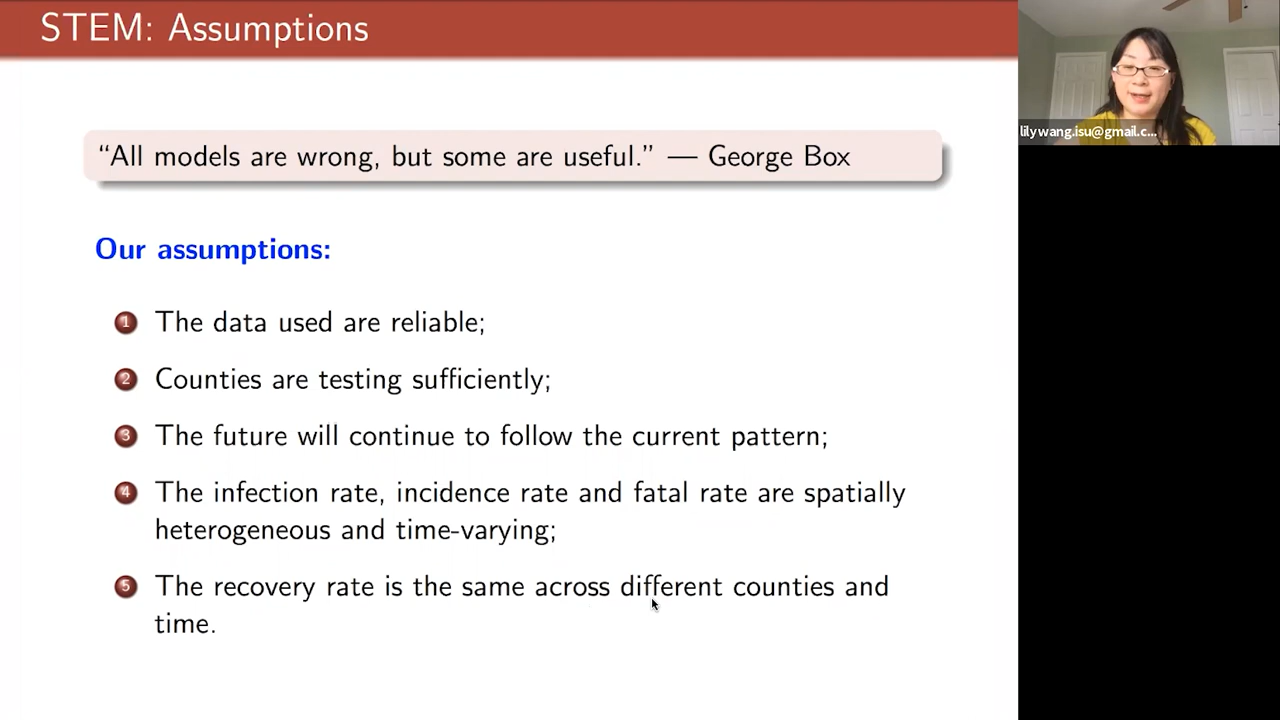 STEM: Assumptions
lilywang.isu@gmail.c...
“All models are wrong, but some are useful.” — George Box
Our assumptions:
1 The data used are reliable;
2 Counties are testing sufficiently;
3 The future will continue to follow the current pattern;
4 The infection rate, incidence rate and fatal rate are spatially
heterogeneous and time-varying;
5 The recovery rate is the same across different counties and
time.